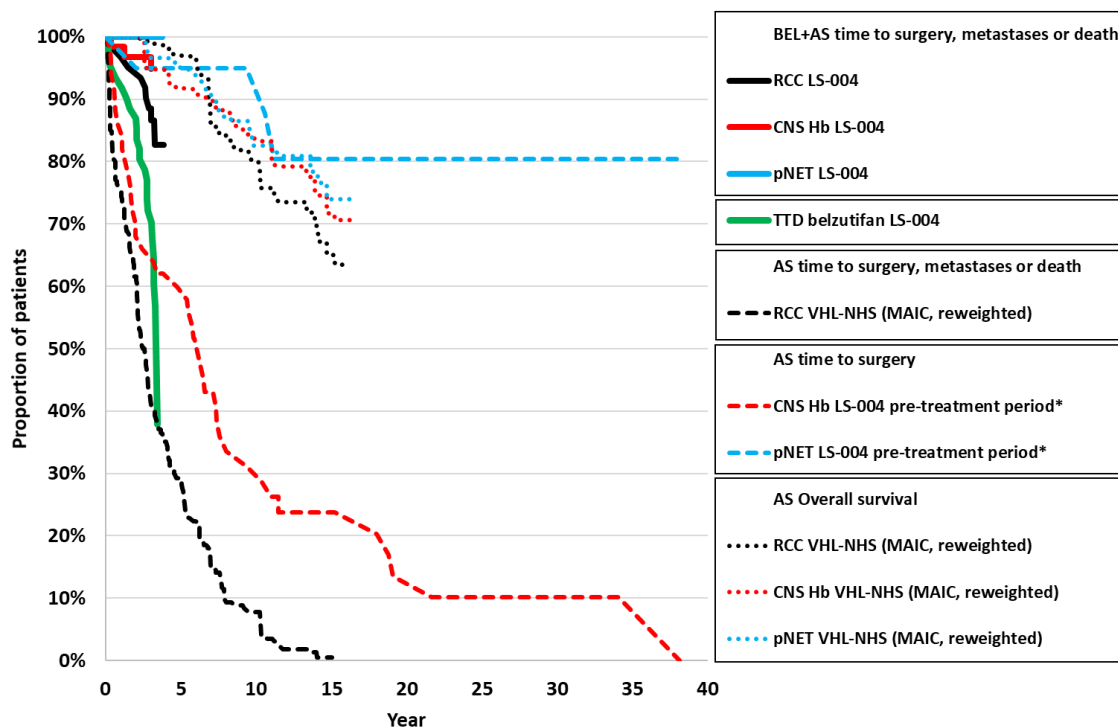 100%
90%
80%
70%
60%
50%
40%
30%
20%
10%
0%
Proportion of patients
0 5 10 15 20 25 30 35 40
Year
BEL+AS time to surgery, metastases or death
RCC LS-004
CNS Hb LS-004
pNET LS-004
TTD belzutifan LS-004
AS time to surgery, metastases or death
RCC VHL-NHS (MAIC, reweighted)
AS time to surgery
CNS Hb LS-004 pre-treatment period*
pNET LS-004 pre-treatment period*
AS Overall survival
RCC VHL-NHS (MAIC, reweighted)
CNS Hb VHL-NHS (MAIC, reweighted)
pNET VHL-NHS (MAIC, reweighted)